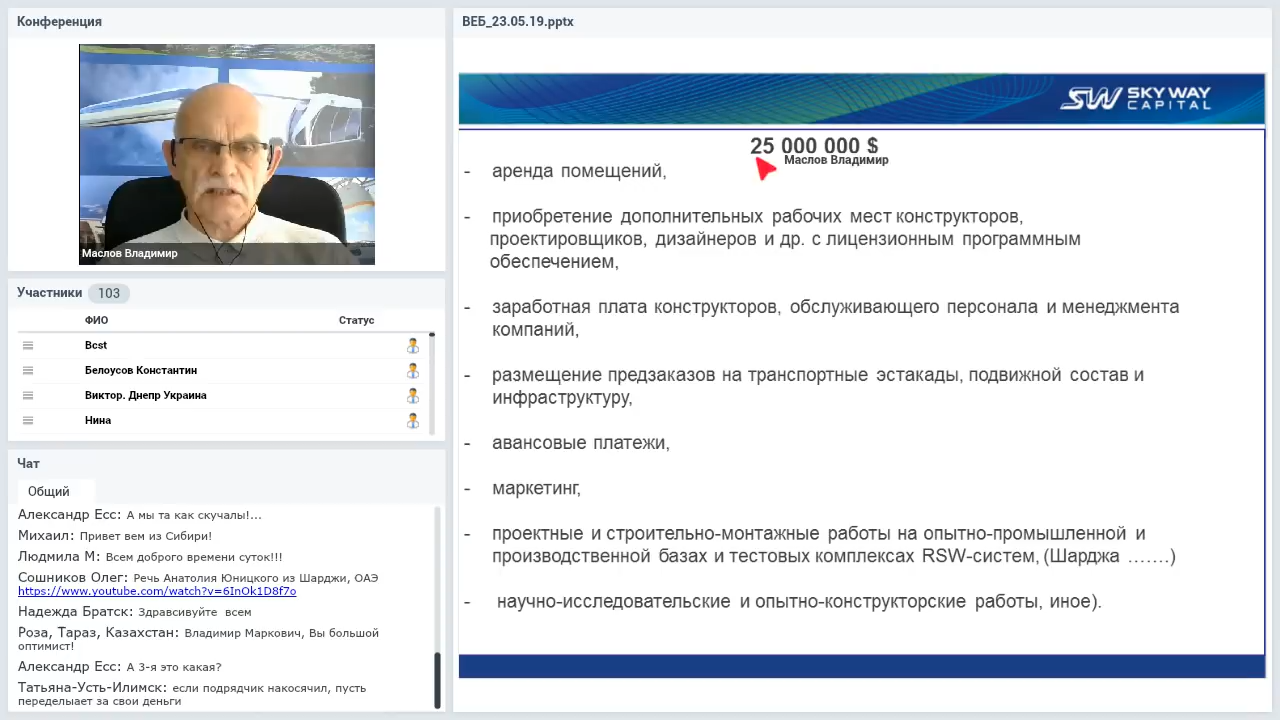 Конференция
Маслов Владимир
Участники 103
ФИО Статус
Bcst
Белоусов Константин
Виктор. Днепр Украина
Нина
Чат
Общий
Александр Есс: А мы та как скучалы!...
Михаил: Привет вем из Сибири!
Людмила М: Всем доброго времени суток!!!
Сошников Олег: Речь Анатолия Юницкого из Шарджи, ОАЭ
https://www.youtube.com/watch?v=6InOk1D8f7o
Надежда Братск: Здравсивуйте всем
Роза, Тараз, Казахстан: Владимир Маркович, Вы большой
оптимист!
Александр Есс: А 3-я это какая?
Татьяна-Усть-Илимск: если подрядчик накосячил, пусть
переделыает за свои деньги
ВЕБ_23.05.19.pptx
SW SKY WAY
CAPITAL
25 000 000 $
Маслов Владимир
- аренда помещений,
- приобретение дополнительных рабочих мест конструкторов,
проектировщиков, дизайнеров и др. с лицензионным программным
обеспечением,
- заработная плата конструкторов, обслуживающего персонала и менеджмента
компаний,
- размещение предзаказов на транспортные эстакады, подвижной состав и
инфраструктуру,
- авансовые платежи,
- маркетинг,
- проектные и строительно-монтажные работы на опытно-промышленной и
производственной базах и тестовых комплексах RSW-систем, (Шарджа …….)
- научно-исследовательские и опытно-конструкторские работы, иное).